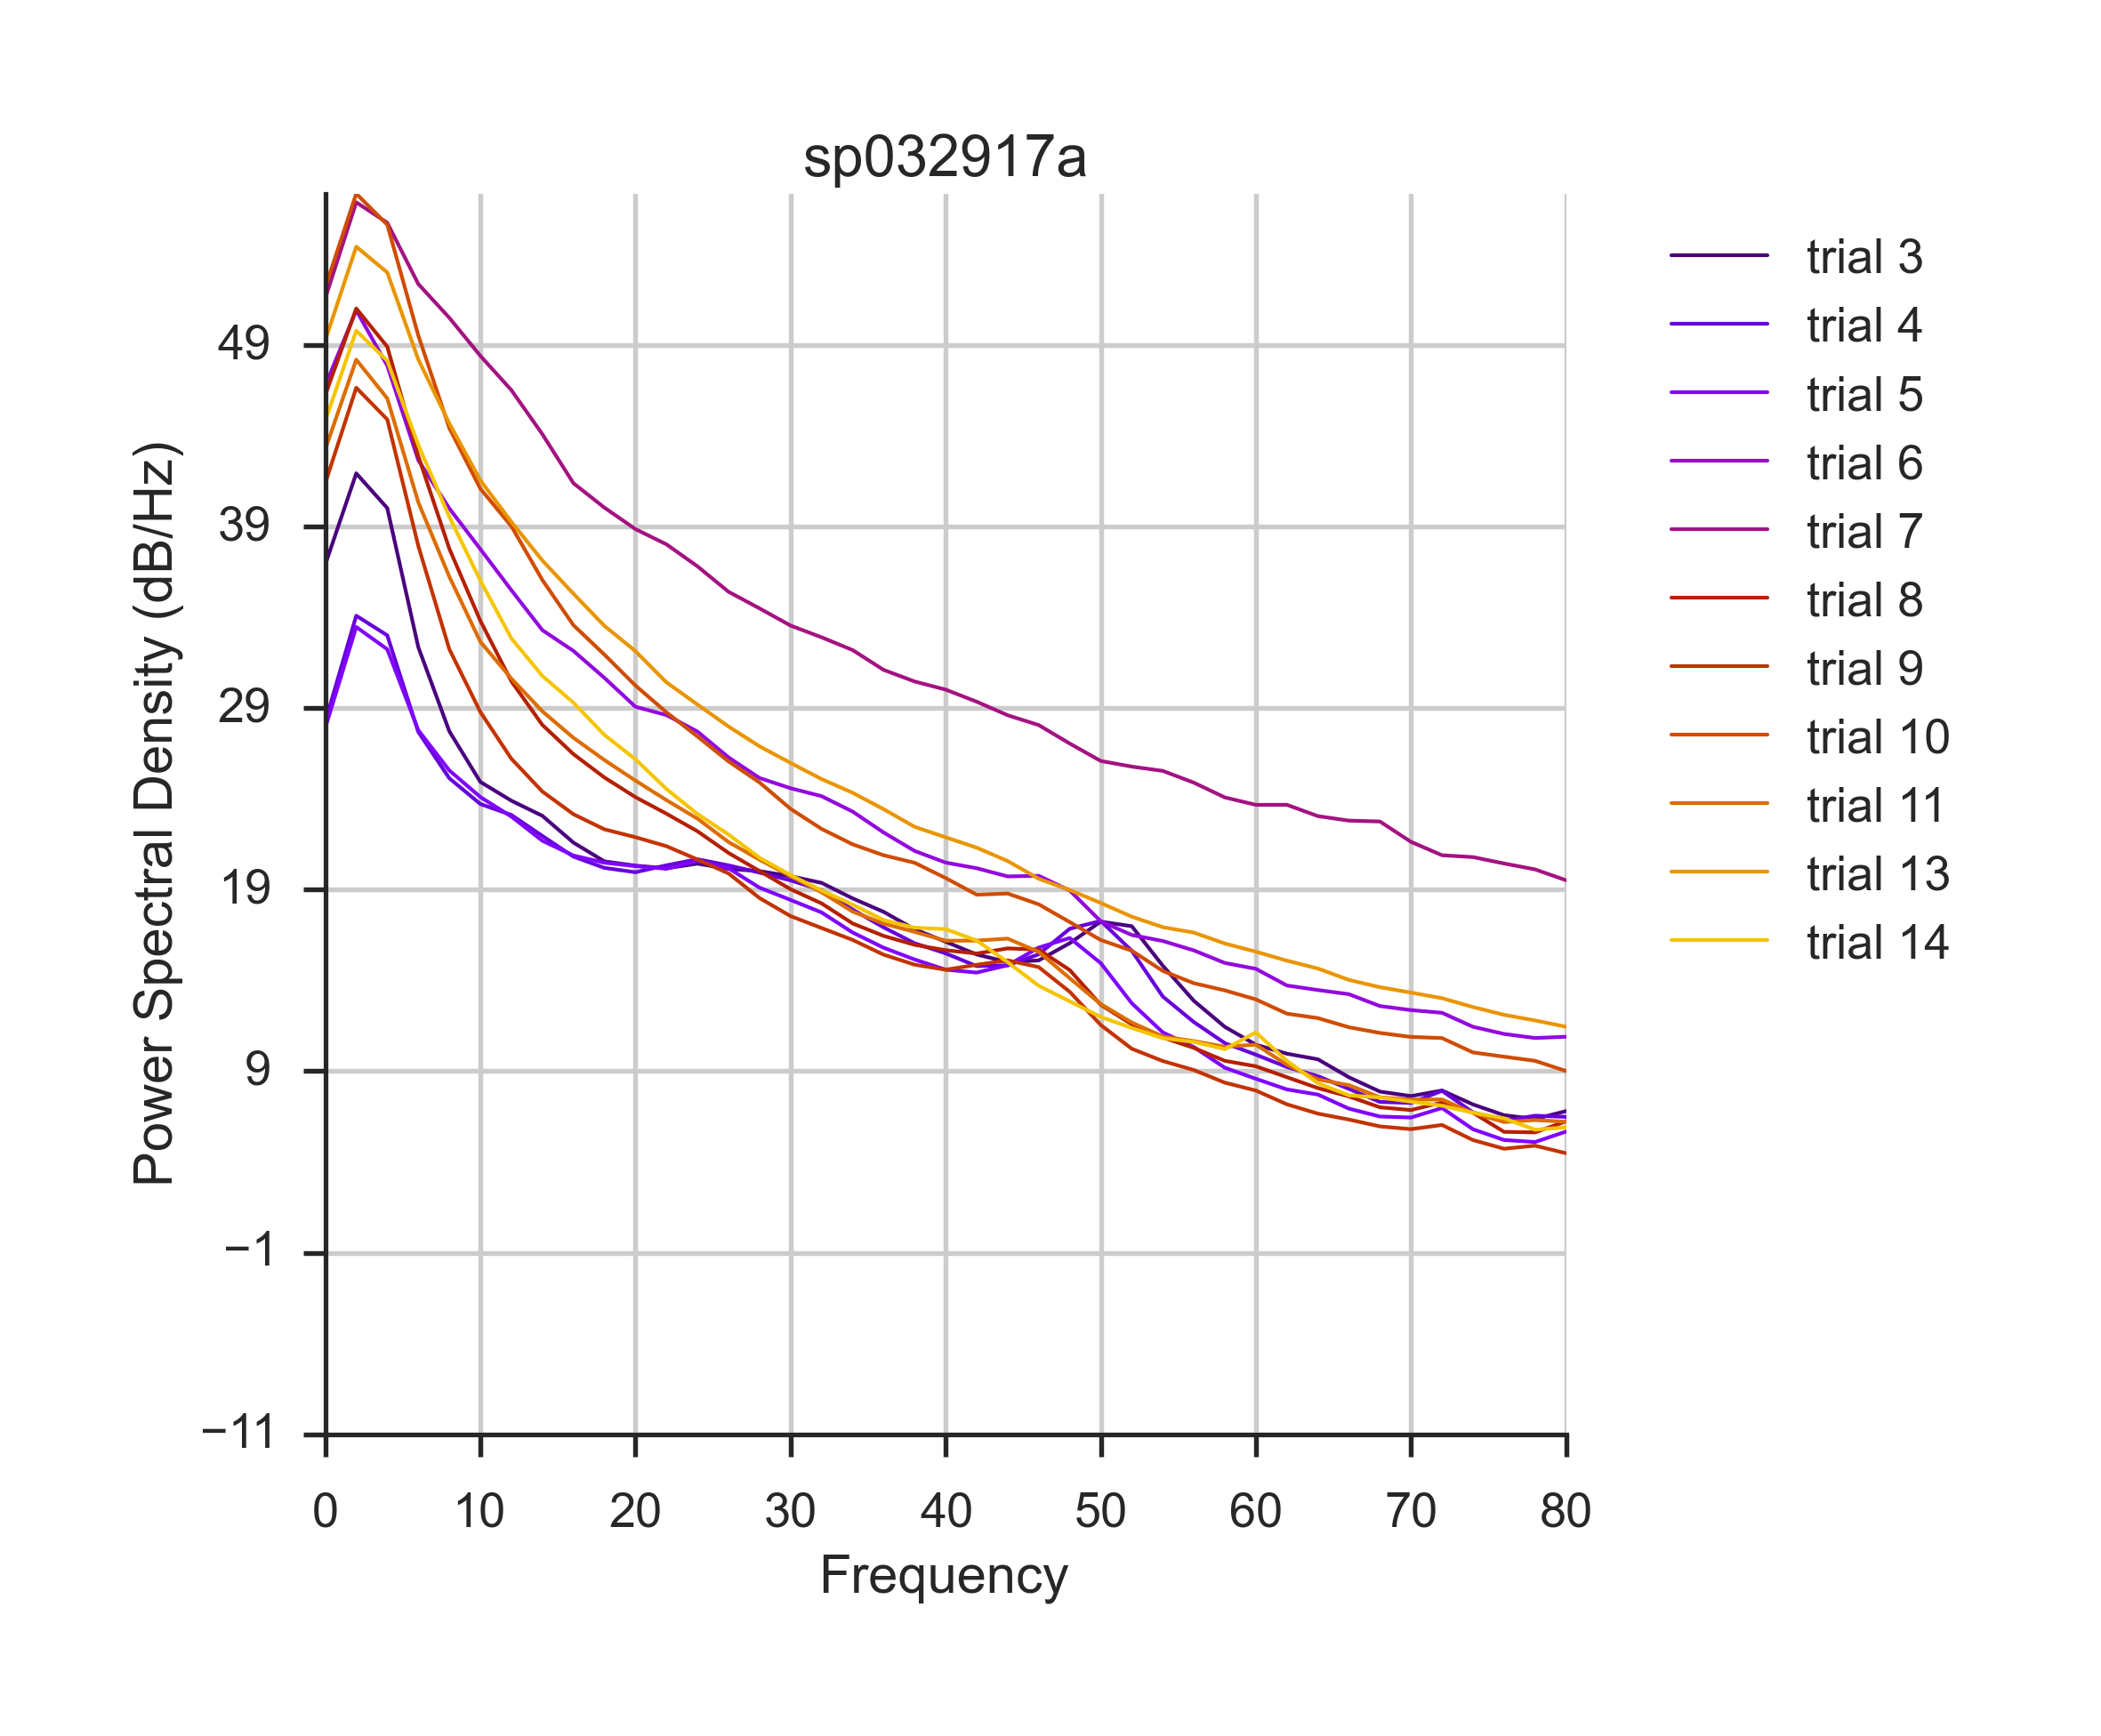 sp032917a
49
39
29
19
9
−1
−11
Power Spectral Density (dB/Hz)
0 10 20 30 40 50 60 70 80
Frequency
trial 3
trial 4
trial 5
trial 6
trial 7
trial 8
trial 9
trial 10
trial 11
trial 13
trial 14